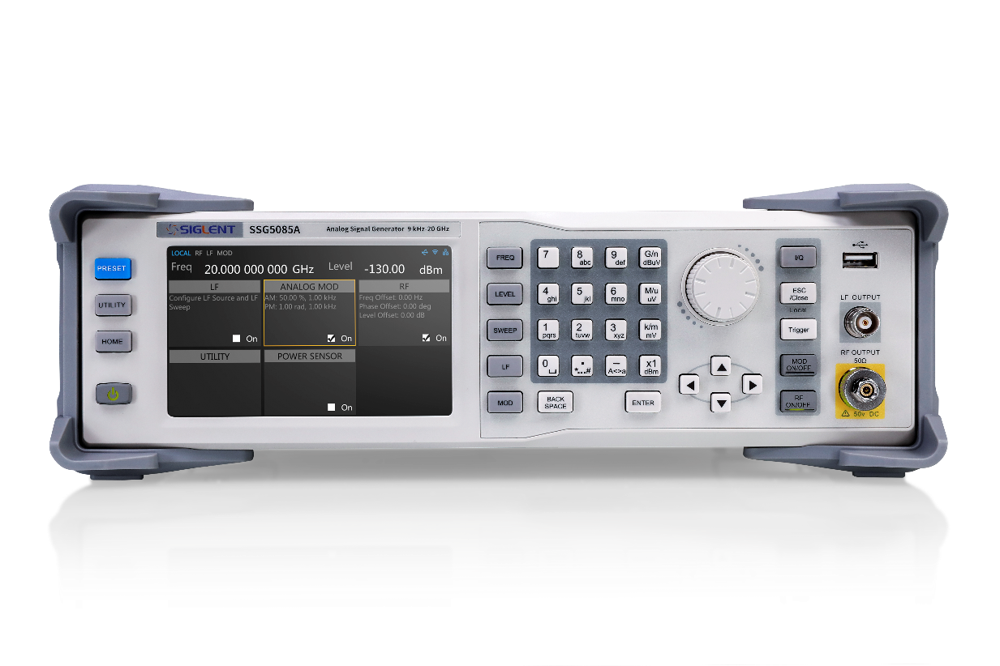 SIGLENT SSG5085A Analog Signal Generator 9 kHz-20 GHz
LOCAL RF LF MOD
Freq 20.000 000 000 GHz Level -130.00 dBm
LF
Configure LF Source and LF
Sweep
On
ANALOG MOD
AM: 50.00 %, 1.00 kHz
PM: 1.00 rad, 1.00 kHz
On
RF
Freq Offset: 0.00 Hz
Phase Offset: 0.00 deg
Level Offset: 0.00 dB
On
UTILITY
POWER SENSOR
On
PRESET
UTILITY
HOME
FREQ
LEVEL
SWEEP
LF
MOD
7
8 abc
9 def
G/n
dBuV
4 ghi
5 jkl
6 mno
M/u
uV
1 pqrs
2 tuvw
3 xyz
k/m
mV
0
.
*...#
–
A<>a
x1
dBm
BACK
SPACE
ENTER
I/Q
ESC
/Close
Local
Trigger
MOD
ON/OFF
RF
ON/OFF
LF OUTPUT
RF OUTPUT
50Ω
50v DC